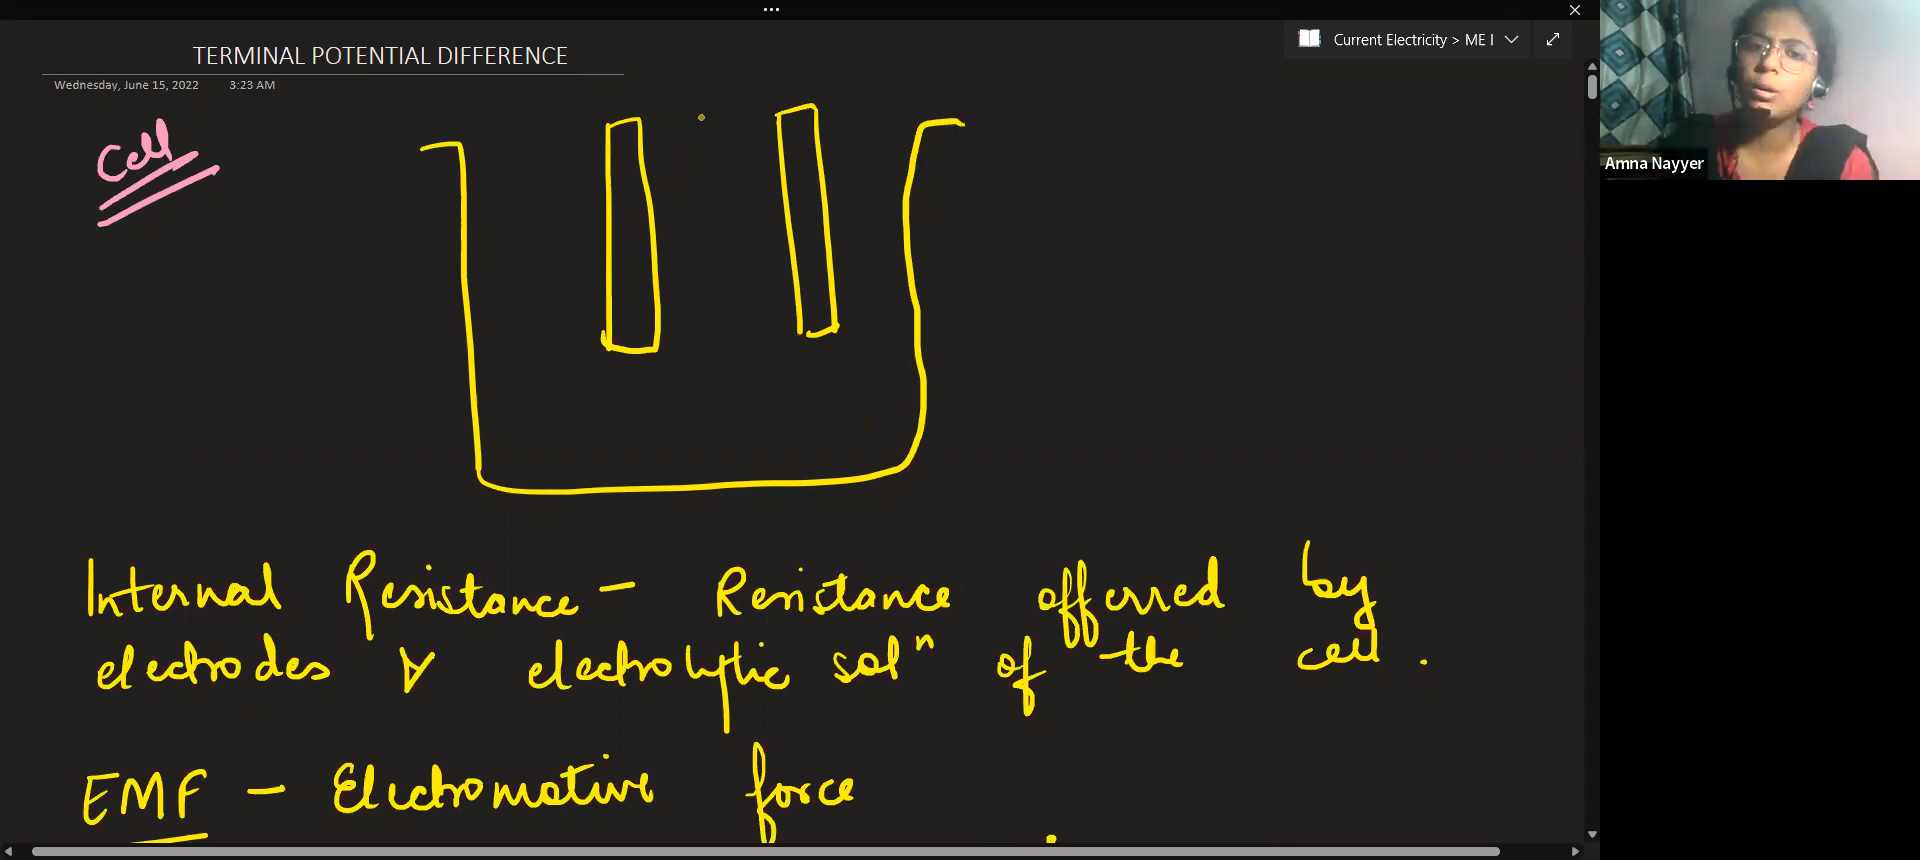 TERMINAL POTENTIAL DIFFERENCE
Current Electricity > ME I
Wednesday, June 15, 2022 3:23 AM
Cell
Amna Nayyer
Internal Resistance - Resistance offerred by
electrodes & electrolytic solⁿ of the cell.
EMF - Electromotive force